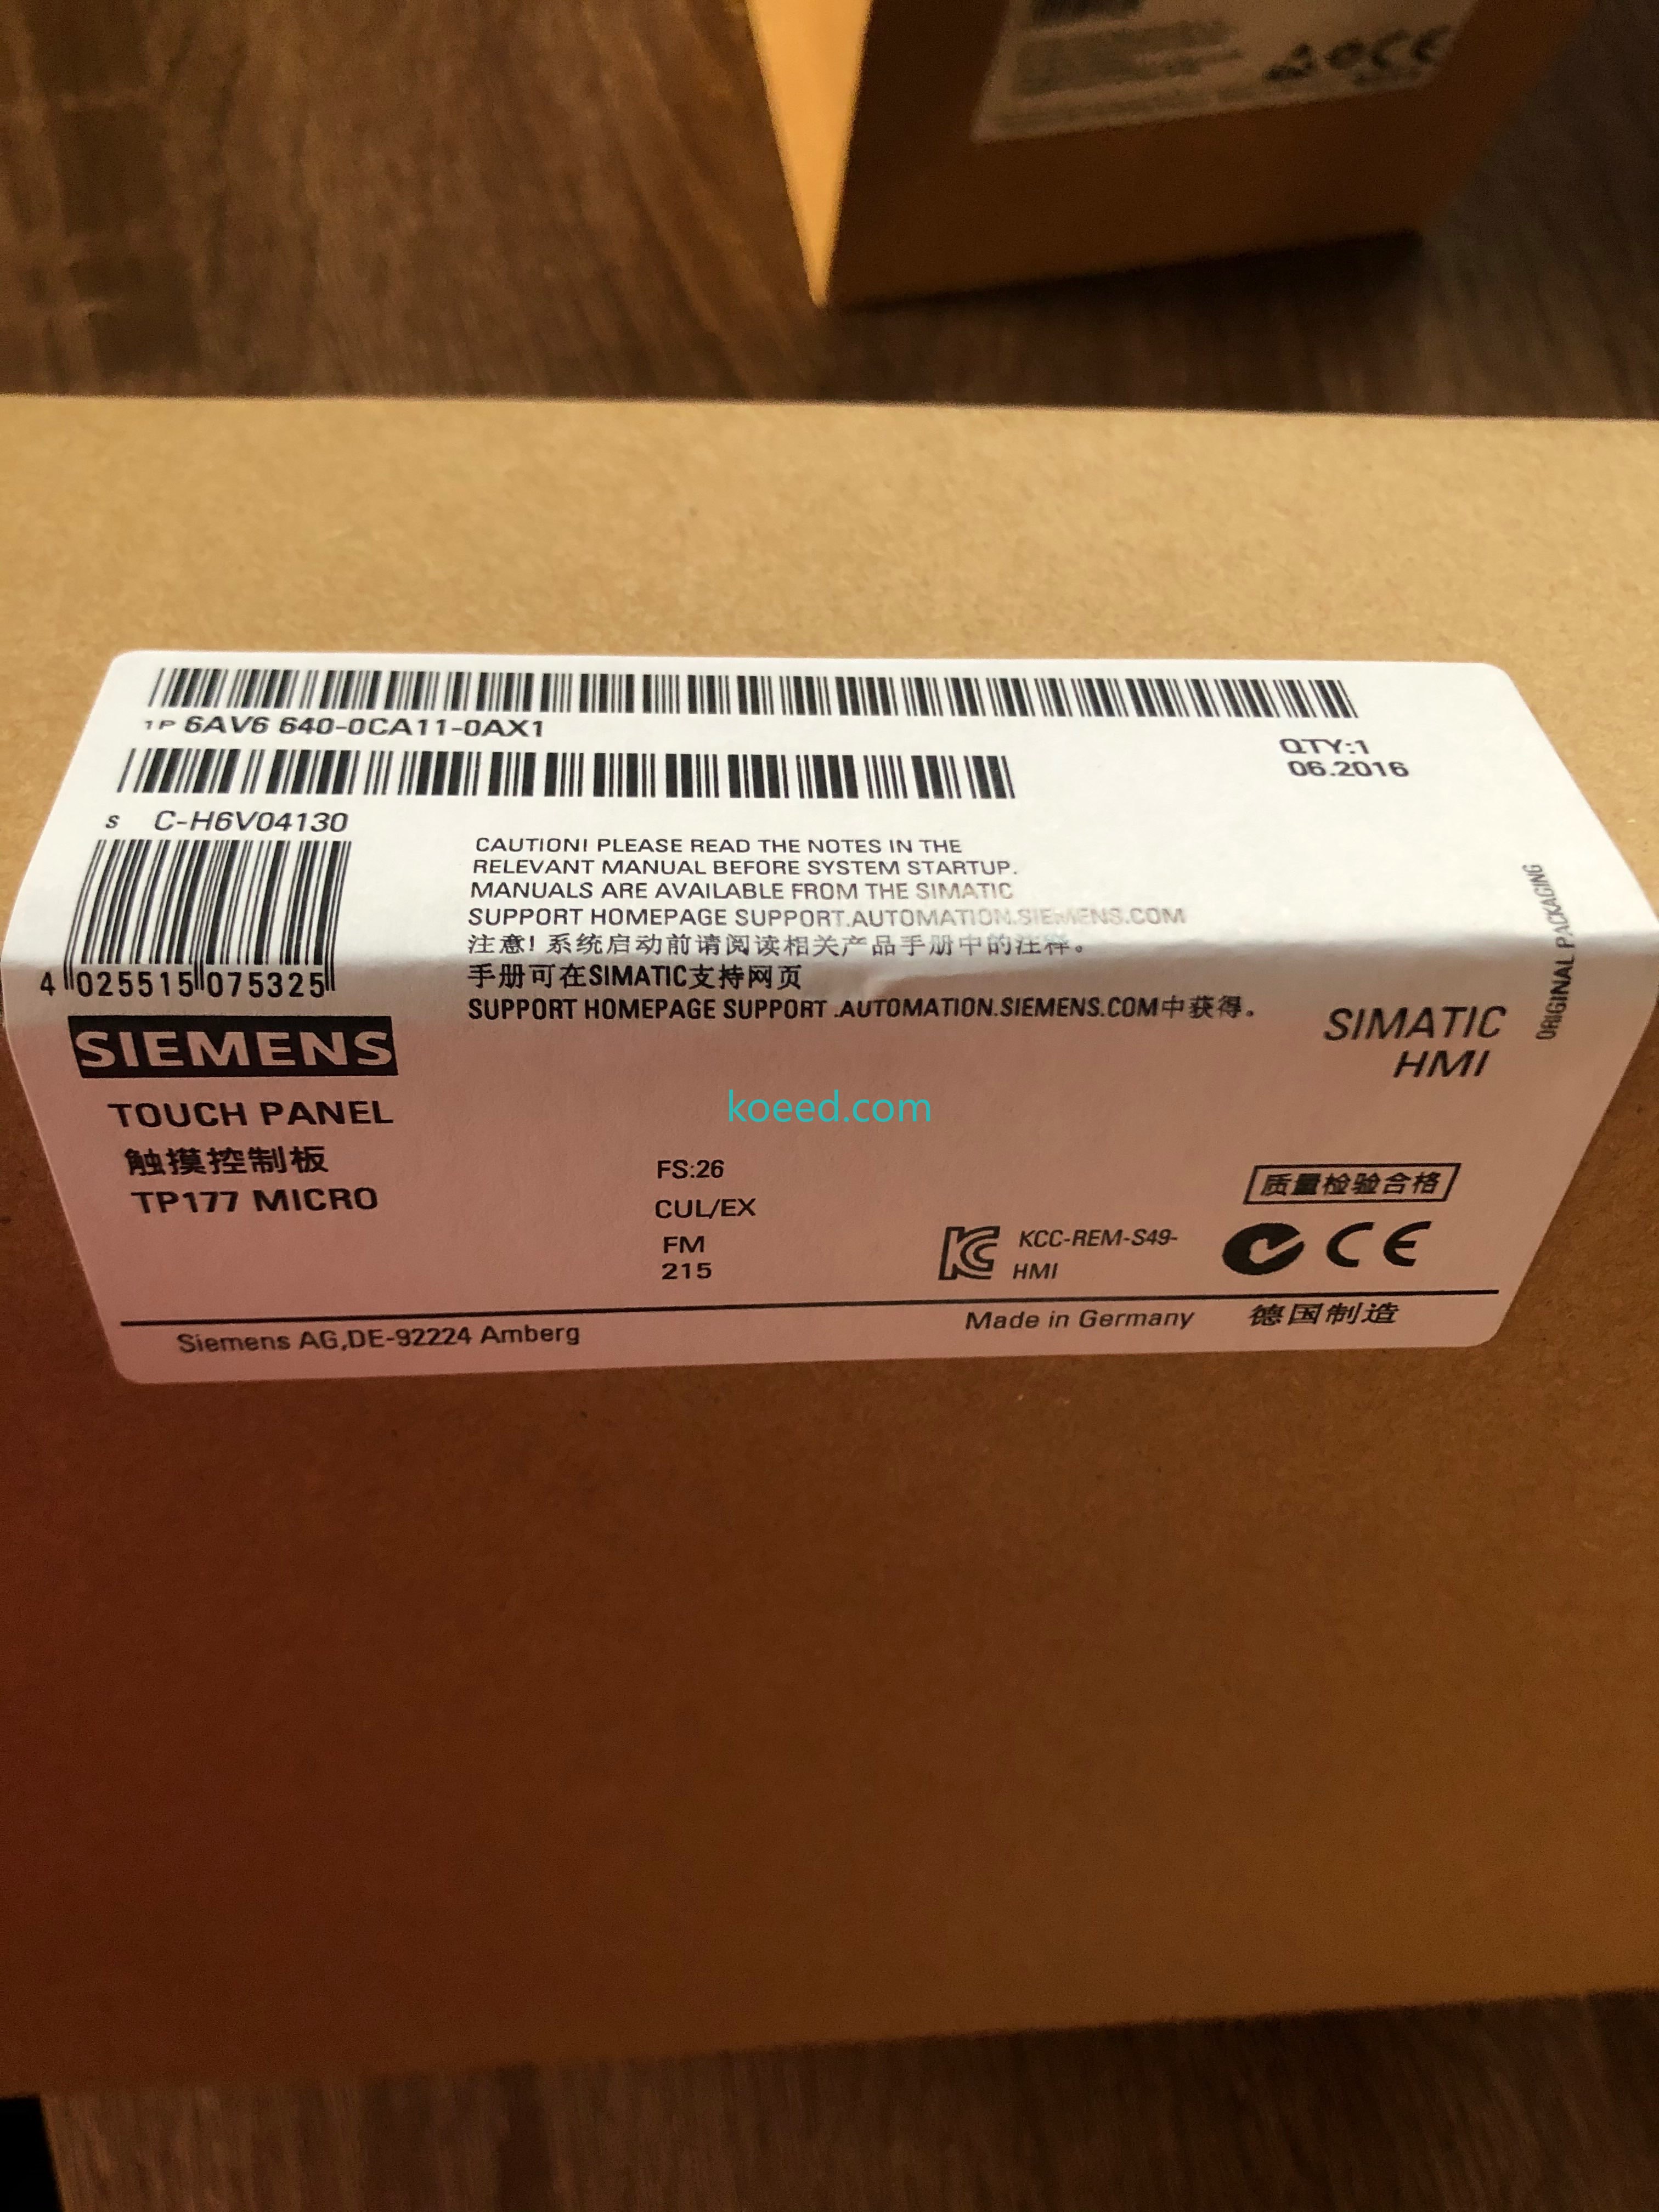 1P 6AV6 640-0CA11-0AX1
QTY:1
06.2016
S C-H6V04130
CAUTION! PLEASE READ THE NOTES IN THE
RELEVANT MANUAL BEFORE SYSTEM STARTUP.
MANUALS ARE AVAILABLE FROM THE SIMATIC
SUPPORT HOMEPAGE SUPPORT.AUTOMATION.SIEMENS.COM
注意! 系统启动前请阅读相关产品手册中的注释。
手册可在SIMATIC支持网页
SUPPORT HOMEPAGE SUPPORT .AUTOMATION.SIEMENS.COM中获得。
4 025515 075325
ORIGINAL PACKAGING
SIEMENS
SIMATIC
HMI
koeed.com
TOUCH PANEL
触摸控制板
TP177 MICRO
FS:26
CUL/EX
FM
215
质量检验合格
KCC-REM-S49-
HMI
CE
Siemens AG,DE-92224 Amberg
Made in Germany 德国制造
CE